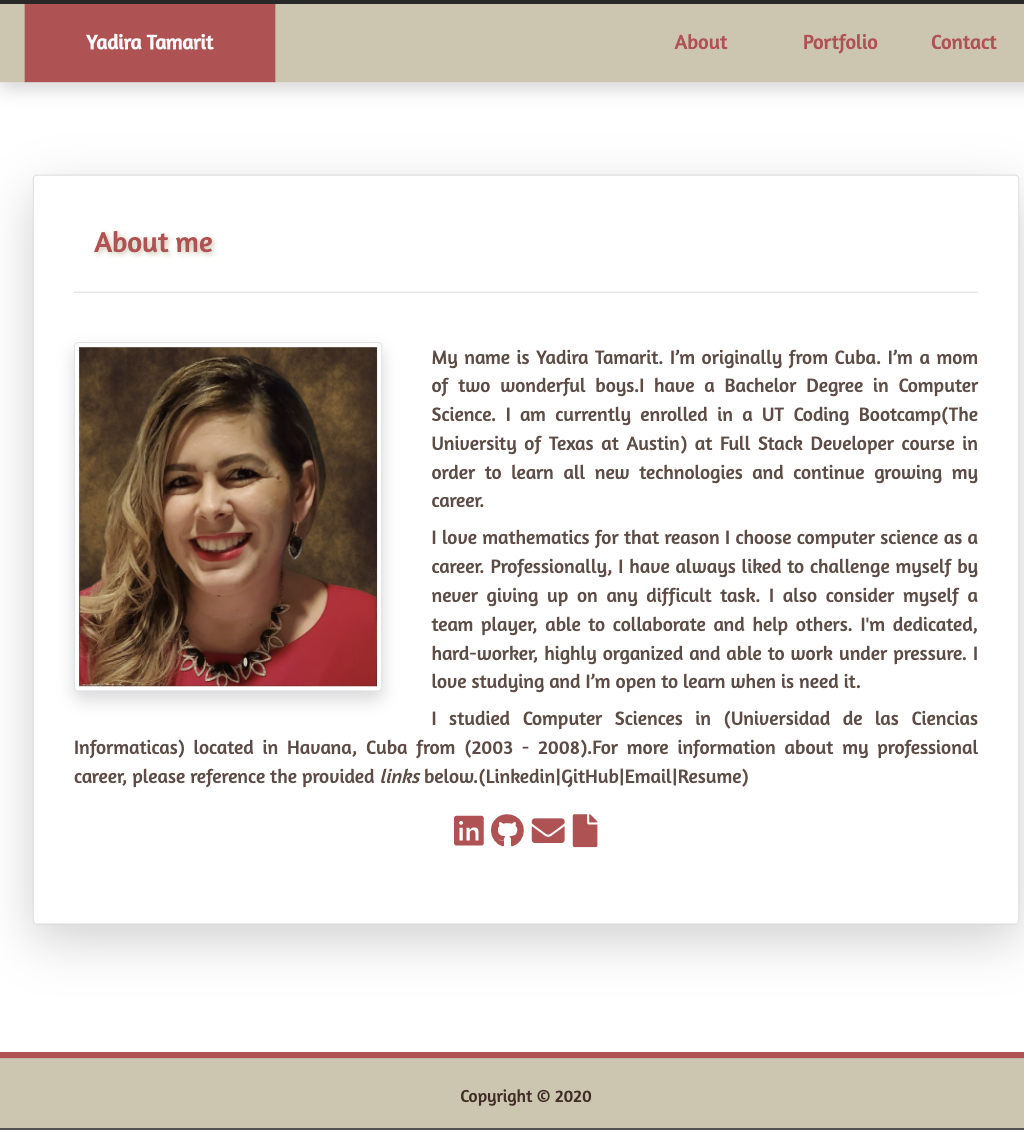 Yadira Tamarit
About Portfolio Contact
About me
My name is Yadira Tamarit. I’m originally from Cuba. I’m a mom
of two wonderful boys.I have a Bachelor Degree in Computer
Science. I am currently enrolled in a UT Coding Bootcamp(The
University of Texas at Austin) at Full Stack Developer course in
order to learn all new technologies and continue growing my
career.
I love mathematics for that reason I choose computer science as a
career. Professionally, I have always liked to challenge myself by
never giving up on any difficult task. I also consider myself a
team player, able to collaborate and help others. I'm dedicated,
hard-worker, highly organized and able to work under pressure. I
love studying and I’m open to learn when is need it.
I studied Computer Sciences in (Universidad de las Ciencias
Informaticas) located in Havana, Cuba from (2003 - 2008).For more information about my professional
career, please reference the provided links below.(Linkedin|GitHub|Email|Resume)
in
Copyright © 2020